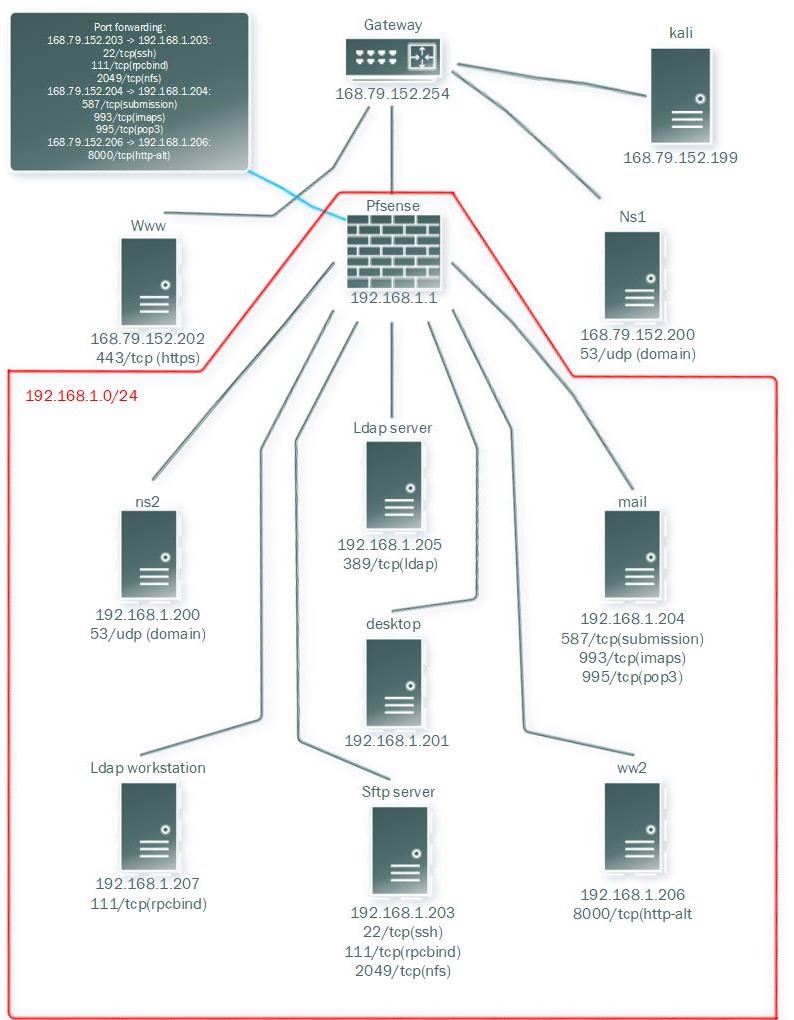 Port forwarding:
168.79.152.203 -> 192.168.1.203:
22/tcp(ssh)
111/tcp(rpcbind)
2049/tcp(nfs)
168.79.152.204 -> 192.168.1.204:
587/tcp(submission)
993/tcp(imaps)
995/tcp(pop3)
168.79.152.206 -> 192.168.1.206:
8000/tcp(http-alt)
Gateway
168.79.152.254
kali
168.79.152.199
Www
168.79.152.202
443/tcp (https)
Pfsense
192.168.1.1
Ns1
168.79.152.200
53/udp (domain)
192.168.1.0/24
ns2
192.168.1.200
53/udp (domain)
Ldap server
192.168.1.205
389/tcp(ldap)
mail
192.168.1.204
587/tcp(submission)
993/tcp(imaps)
995/tcp(pop3)
desktop
192.168.1.201
Ldap workstation
192.168.1.207
111/tcp(rpcbind)
Sftp server
192.168.1.203
22/tcp(ssh)
111/tcp(rpcbind)
2049/tcp(nfs)
ww2
192.168.1.206
8000/tcp(http-alt